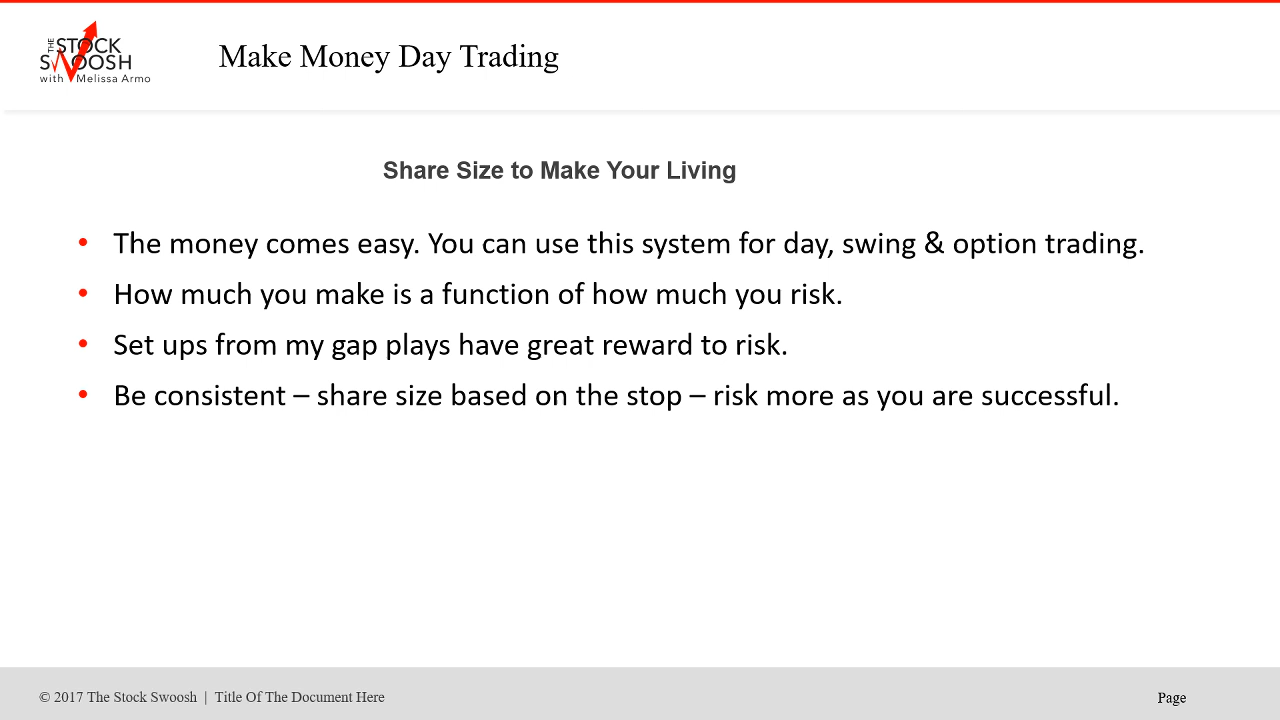 THE STOCK
SWOOSH
with Melissa Armo
Make Money Day Trading
Share Size to Make Your Living
• The money comes easy. You can use this system for day, swing & option trading.
• How much you make is a function of how much you risk.
• Set ups from my gap plays have great reward to risk.
• Be consistent – share size based on the stop – risk more as you are successful.
© 2017 The Stock Swoosh | Title Of The Document Here
Page